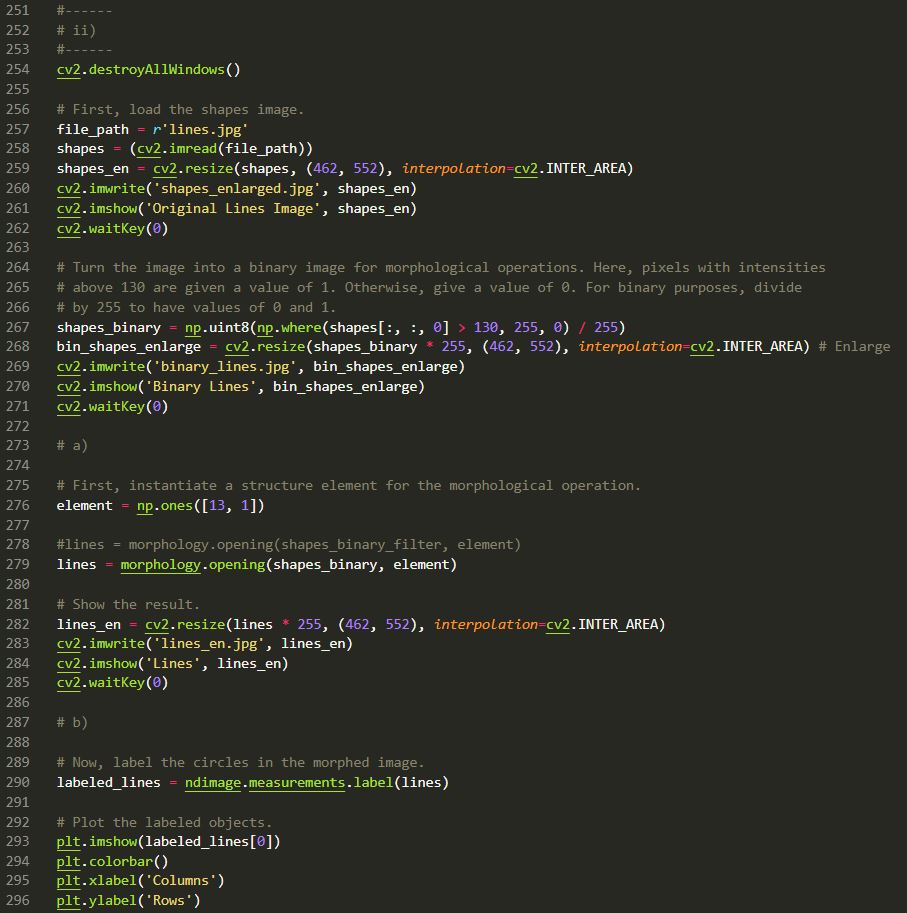 251 #------
252 # ii)
253 #------
254 cv2.destroyAllWindows()
255
256 # First, load the shapes image.
257 file_path = r'lines.jpg'
258 shapes = (cv2.imread(file_path))
259 shapes_en = cv2.resize(shapes, (462, 552), interpolation=cv2.INTER_AREA)
260 cv2.imwrite('shapes_enlarged.jpg', shapes_en)
261 cv2.imshow('Original Lines Image', shapes_en)
262 cv2.waitKey(0)
263
264 # Turn the image into a binary image for morphological operations. Here, pixels with intensities
265 # above 130 are given a value of 1. Otherwise, give a value of 0. For binary purposes, divide
266 # by 255 to have values of 0 and 1.
267 shapes_binary = np.uint8(np.where(shapes[:, :, 0] > 130, 255, 0) / 255)
268 bin_shapes_enlarge = cv2.resize(shapes_binary * 255, (462, 552), interpolation=cv2.INTER_AREA) # Enlarge
269 cv2.imwrite('binary_lines.jpg', bin_shapes_enlarge)
270 cv2.imshow('Binary Lines', bin_shapes_enlarge)
271 cv2.waitKey(0)
272
273 # a)
274
275 # First, instantiate a structure element for the morphological operation.
276 element = np.ones([13, 1])
277
278 #lines = morphology.opening(shapes_binary_filter, element)
279 lines = morphology.opening(shapes_binary, element)
280
281 # Show the result.
282 lines_en = cv2.resize(lines * 255, (462, 552), interpolation=cv2.INTER_AREA)
283 cv2.imwrite('lines_en.jpg', lines_en)
284 cv2.imshow('Lines', lines_en)
285 cv2.waitKey(0)
286
287 # b)
288
289 # Now, label the circles in the morphed image.
290 labeled_lines = ndimage.measurements.label(lines)
291
292 # Plot the labeled objects.
293 plt.imshow(labeled_lines[0])
294 plt.colorbar()
295 plt.xlabel('Columns')
296 plt.ylabel('Rows')